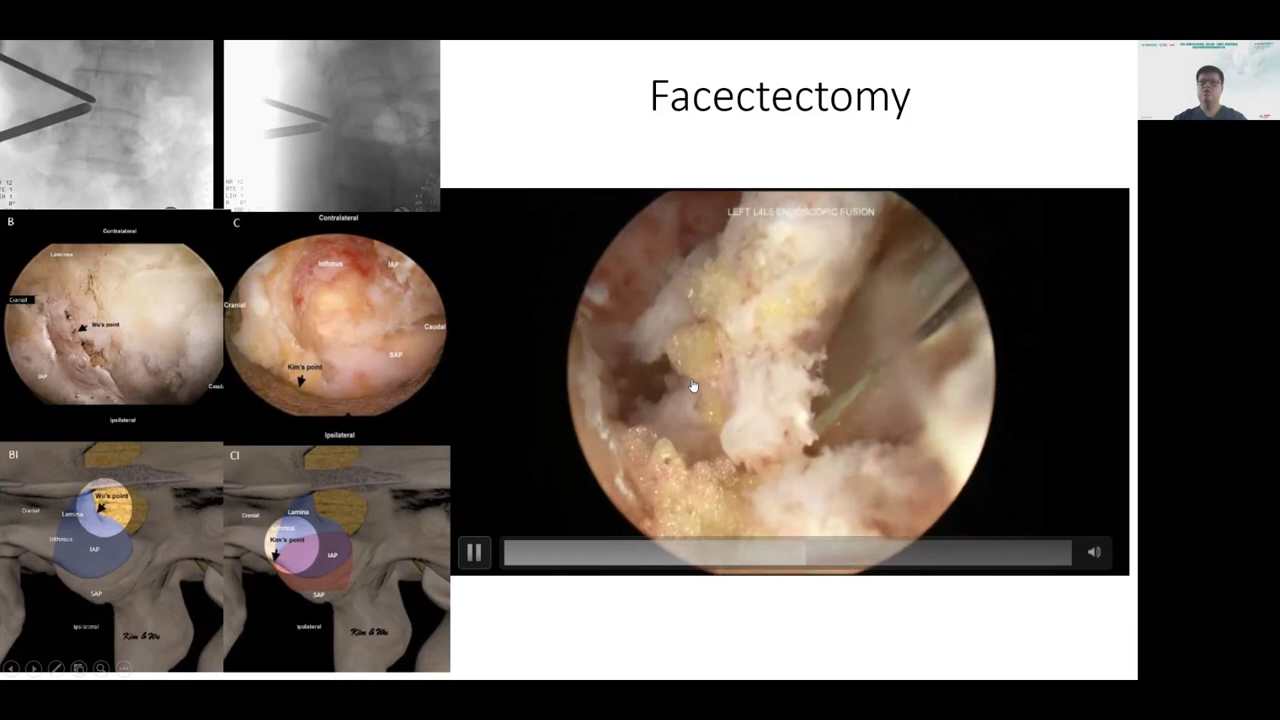 Facectectomy
LEFT L4L5 ENDOSCOPIC FUSION
B
Contralateral
Laminus
Cranial
Wu's point
IAP
Ipsilateral
C
Contralateral
Isthmus
IAP
Cranial
Caudal
SAP
Kim's point
Ipsilateral
BI
Wu's point
Cranial
Lamina
Isthmus
IAP
SAP
Ipsilateral
Kim & Wu
CI
Lamina
Cranial
Isthmus
Kim's point
IAP
SAP
Ipsilateral
Kim & Wu